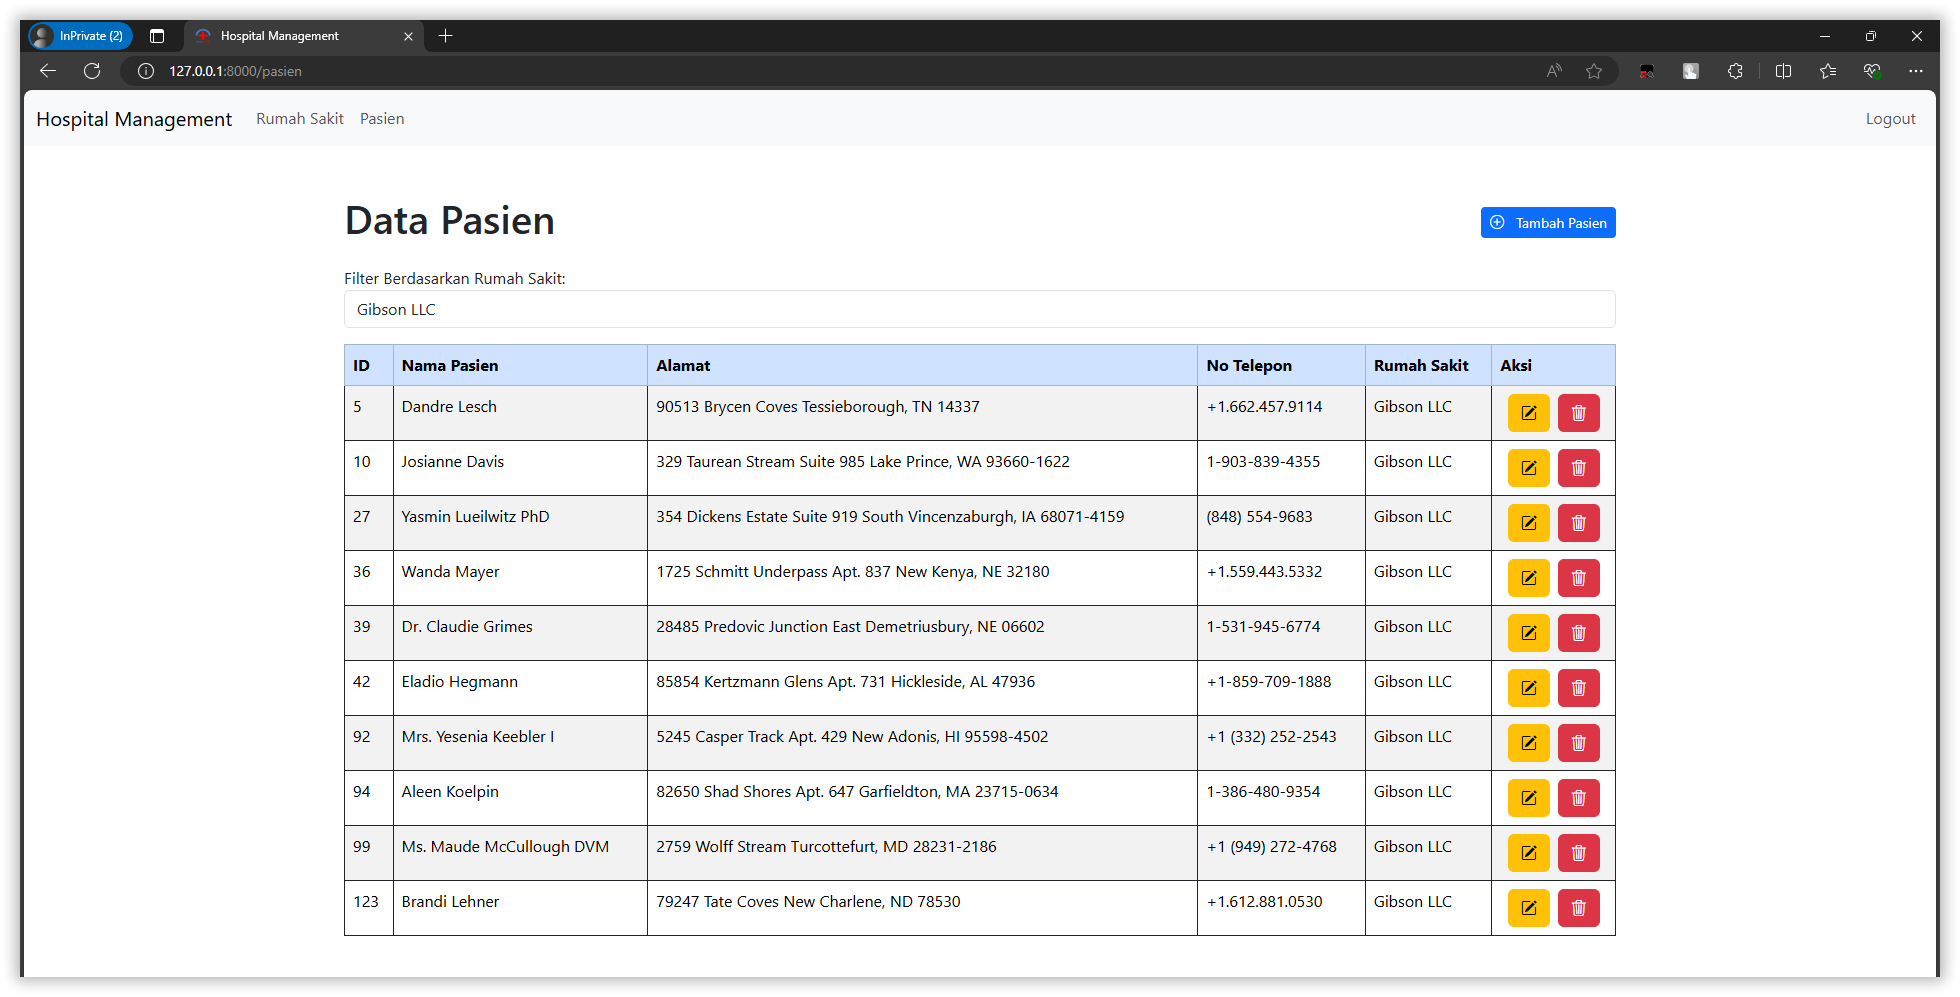 InPrivate (2)
Hospital Management
127.0.0.1:8000/pasien
Hospital Management Rumah Sakit Pasien Logout
Data Pasien
Tambah Pasien
Filter Berdasarkan Rumah Sakit:
Gibson LLC
ID Nama Pasien Alamat No Telepon Rumah Sakit Aksi
5 Dandre Lesch 90513 Brycen Coves Tessieborough, TN 14337 +1.662.457.9114 Gibson LLC
10 Josianne Davis 329 Taurean Stream Suite 985 Lake Prince, WA 93660-1622 1-903-839-4355 Gibson LLC
27 Yasmin Lueilwitz PhD 354 Dickens Estate Suite 919 South Vincenzaburgh, IA 68071-4159 (848) 554-9683 Gibson LLC
36 Wanda Mayer 1725 Schmitt Underpass Apt. 837 New Kenya, NE 32180 +1.559.443.5332 Gibson LLC
39 Dr. Claudie Grimes 28485 Predovic Junction East Demetriusbury, NE 06602 1-531-945-6774 Gibson LLC
42 Eladio Hegmann 85854 Kertzmann Glens Apt. 731 Hickleside, AL 47936 +1-859-709-1888 Gibson LLC
92 Mrs. Yesenia Keebler I 5245 Casper Track Apt. 429 New Adonis, HI 95598-4502 +1 (332) 252-2543 Gibson LLC
94 Aleen Koelpin 82650 Shad Shores Apt. 647 Garfieldton, MA 23715-0634 1-386-480-9354 Gibson LLC
99 Ms. Maude McCullough DVM 2759 Wolff Stream Turcottefurt, MD 28231-2186 +1 (949) 272-4768 Gibson LLC
123 Brandi Lehner 79247 Tate Coves New Charlene, ND 78530 +1.612.881.0530 Gibson LLC